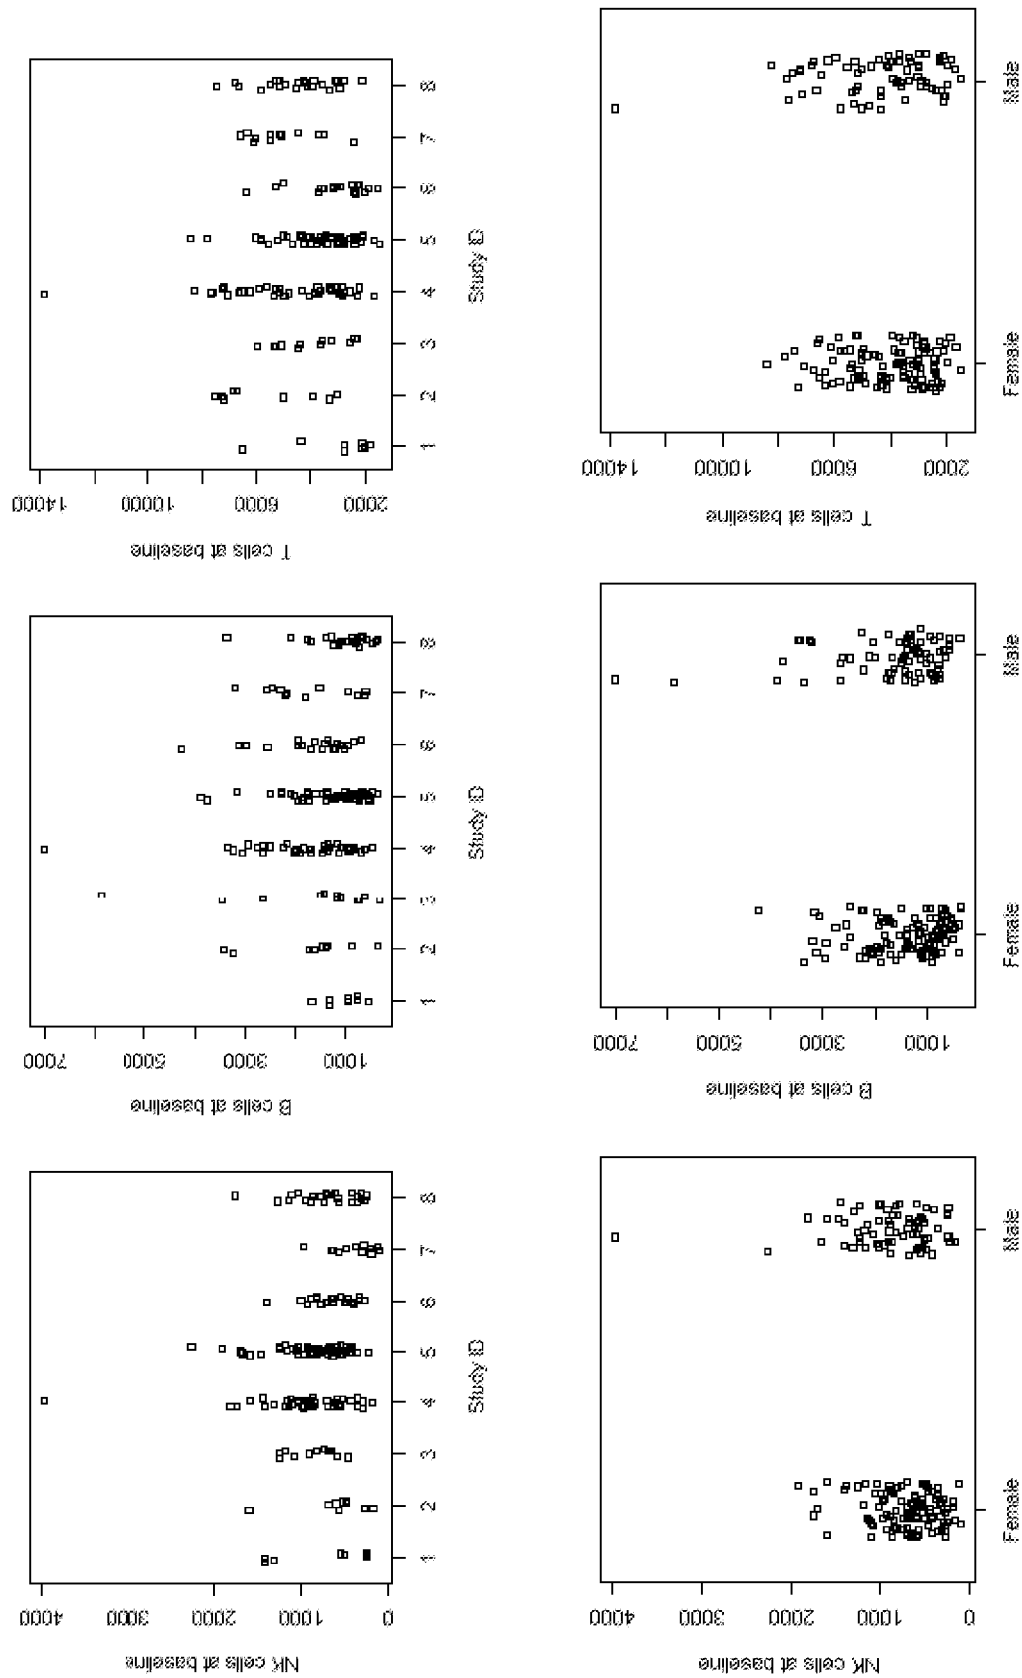 NK cells at baseline
0 1000 2000 3000 4000
1 2 3 4 5 6 7 8
Study ID
B cells at baseline
1000 3000 5000 7000
1 2 3 4 5 6 7 8
Study ID
T cells at baseline
2000 6000 10000 14000
1 2 3 4 5 6 7 8
Study ID
NK cells at baseline
0 1000 2000 3000 4000
Female Male
B cells at baseline
1000 3000 5000 7000
Female Male
T cells at baseline
2000 6000 10000 14000
Female Male